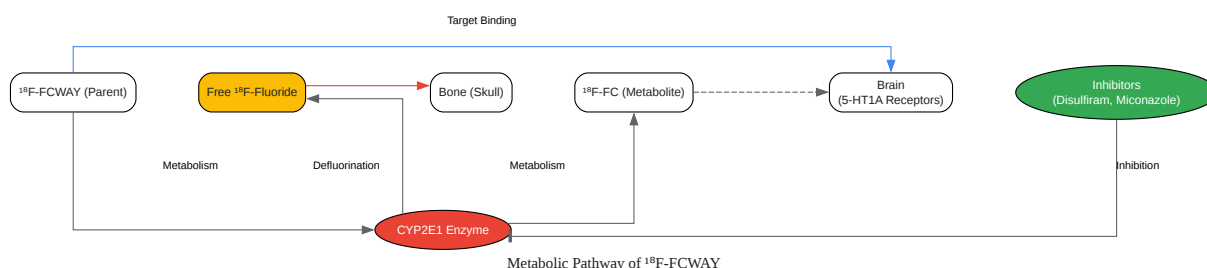 Target Binding
¹⁸F-FCWAY (Parent)
Free ¹⁸F-Fluoride
Bone (Skull)
¹⁸F-FC (Metabolite)
Brain
(5-HT1A Receptors)
Inhibitors
(Disulfiram, Miconazole)
Metabolism
Defluorination
Metabolism
Inhibition
CYP2E1 Enzyme
Metabolic Pathway of ¹⁸F-FCWAY